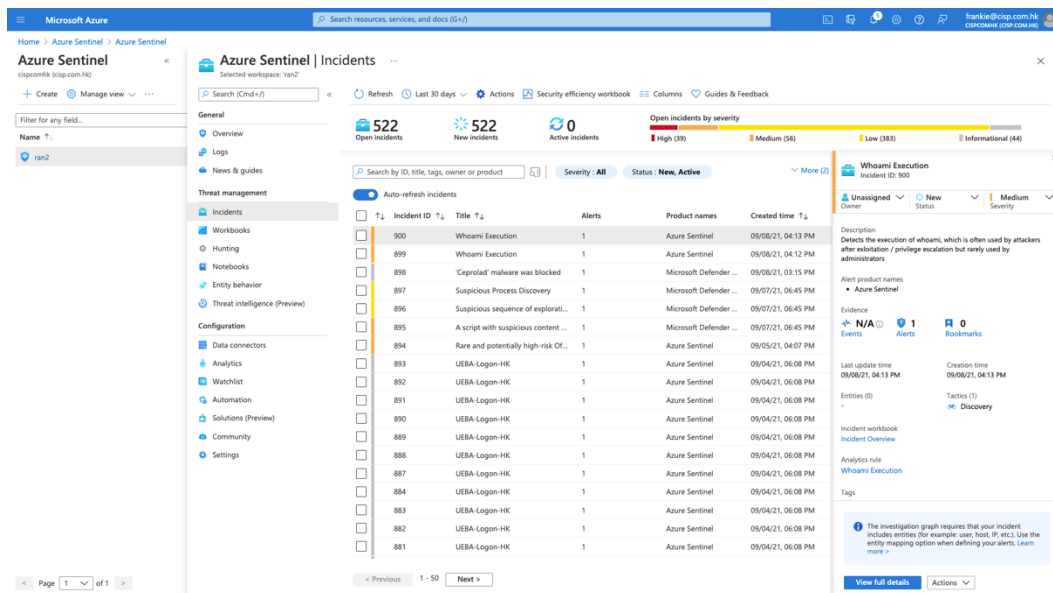 Microsoft Azure
Search resources, services, and docs (G+/)
frankie@cisp.com.hk
CISPCOMHK (CISP.COM.HK)
Home > Azure Sentinel > Azure Sentinel
Azure Sentinel
cispcomhk (cisp.com.hk)
+ Create
Manage view
Filter for any field...
Name ↑↓
ran2
< Page 1 of 1 >
Azure Sentinel | Incidents ...
Selected workspace: 'ran2'
Search (Cmd+/)
General
Overview
Logs
News & guides
Threat management
Incidents
Workbooks
Hunting
Notebooks
Entity behavior
Threat intelligence (Preview)
Configuration
Data connectors
Analytics
Watchlist
Automation
Solutions (Preview)
Community
Settings
Refresh Last 30 days Actions Security efficiency workbook Columns Guides & Feedback
522
Open incidents
522
New incidents
0
Active incidents
Open incidents by severity
High (39) Medium (56) Low (383) Informational (44)
Search by ID, title, tags, owner or product
Severity : All
Status : New, Active
More (2)
Auto-refresh incidents
Incident ID ↑↓ Title ↑↓ Alerts Product names Created time ↑↓
900 Whoami Execution 1 Azure Sentinel 09/08/21, 04:13 PM
899 Whoami Execution 1 Azure Sentinel 09/08/21, 04:12 PM
898 'Ceprolad' malware was blocked 1 Microsoft Defender ... 09/08/21, 03:15 PM
897 Suspicious Process Discovery 1 Microsoft Defender ... 09/07/21, 06:45 PM
896 Suspicious sequence of explorati... 1 Microsoft Defender ... 09/07/21, 06:45 PM
895 A script with suspicious content ... 1 Microsoft Defender ... 09/07/21, 06:45 PM
894 Rare and potentially high-risk Of... 1 Azure Sentinel 09/05/21, 04:07 PM
893 UEBA-Logon-HK 1 Azure Sentinel 09/04/21, 06:08 PM
892 UEBA-Logon-HK 1 Azure Sentinel 09/04/21, 06:08 PM
891 UEBA-Logon-HK 1 Azure Sentinel 09/04/21, 06:08 PM
890 UEBA-Logon-HK 1 Azure Sentinel 09/04/21, 06:08 PM
889 UEBA-Logon-HK 1 Azure Sentinel 09/04/21, 06:08 PM
888 UEBA-Logon-HK 1 Azure Sentinel 09/04/21, 06:08 PM
887 UEBA-Logon-HK 1 Azure Sentinel 09/04/21, 06:08 PM
884 UEBA-Logon-HK 1 Azure Sentinel 09/04/21, 06:08 PM
883 UEBA-Logon-HK 1 Azure Sentinel 09/04/21, 06:08 PM
882 UEBA-Logon-HK 1 Azure Sentinel 09/04/21, 06:08 PM
881 UEBA-Logon-HK 1 Azure Sentinel 09/04/21, 06:08 PM
< Previous 1 - 50 Next >
Whoami Execution
Incident ID: 900
Unassigned New Medium
Owner Status Severity
Description
Detects the execution of whoami, which is often used by attackers
after exloitation / privilege escalation but rarely used by
administrators
Alert product names
• Azure Sentinel
Evidence
N/A 1 0
Events Alerts Bookmarks
Last update time Creation time
09/08/21, 04:13 PM 09/08/21, 04:13 PM
Entities (0) Tactics (1)
- Discovery
Incident workbook
Incident Overview
Analytics rule
Whoami Execution
Tags
The investigation graph requires that your incident
includes entities (for example: user, host, IP, etc.). Use the
entity mapping option when defining your alerts. Learn
more >
View full details Actions